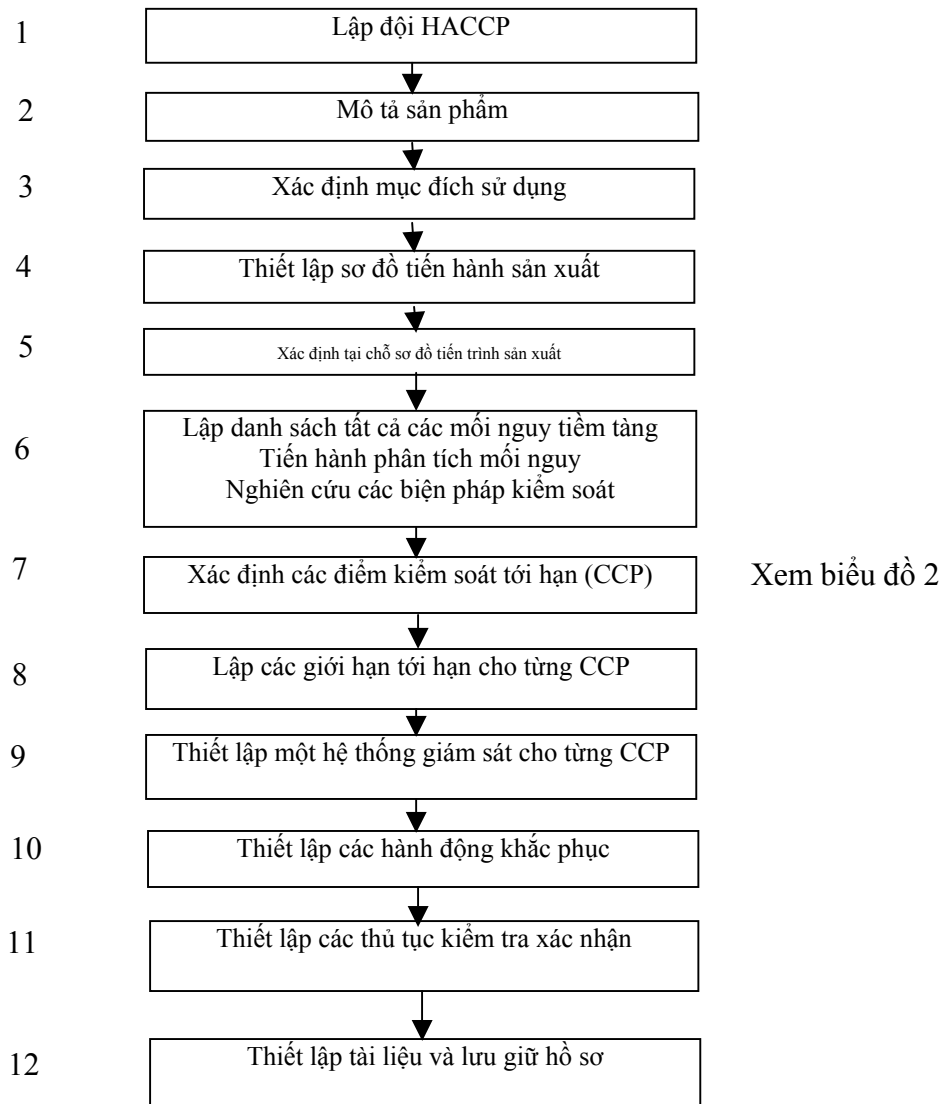 1
Lập đội HACCP
2
Mô tả sản phẩm
3
Xác định mục đích sử dụng
4
Thiết lập sơ đồ tiến hành sản xuất
5
Xác định tại chỗ sơ đồ tiến trình sản xuất
6
Lập danh sách tất cả các mối nguy tiềm tàng
Tiến hành phân tích mối nguy
Nghiên cứu các biện pháp kiểm soát
7
Xác định các điểm kiểm soát tới hạn (CCP)
Xem biểu đồ 2
8
Lập các giới hạn tới hạn cho từng CCP
9
Thiết lập một hệ thống giám sát cho từng CCP
10
Thiết lập các hành động khắc phục
11
Thiết lập các thủ tục kiểm tra xác nhận
12
Thiết lập tài liệu và lưu giữ hồ sơ